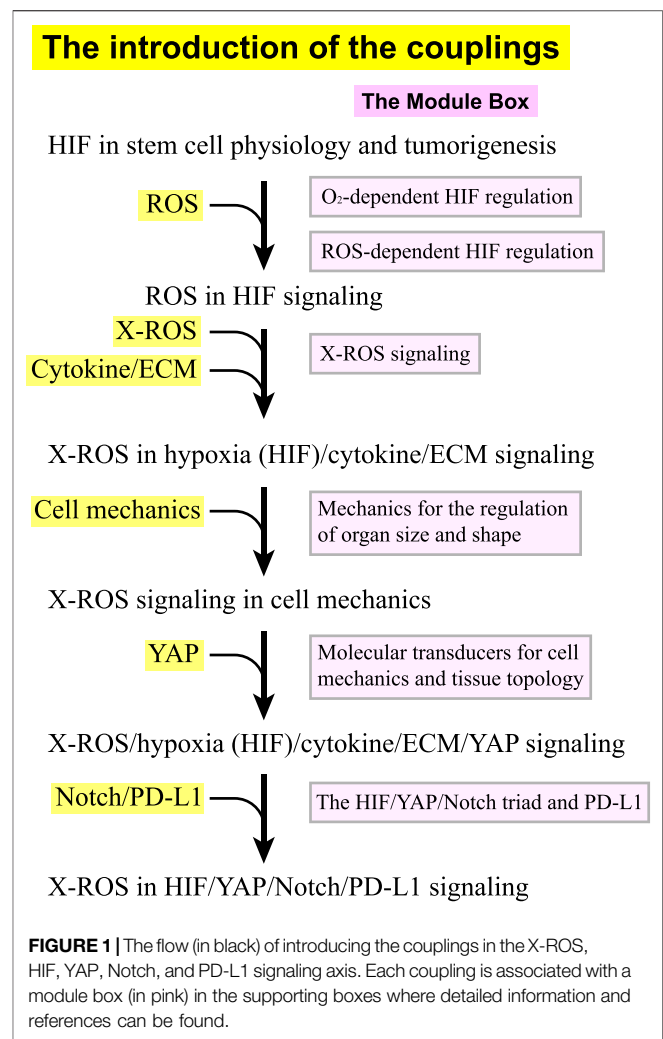 The introduction of the couplings
The Module Box
HIF in stem cell physiology and tumorigenesis
ROS
O₂-dependent HIF regulation
ROS-dependent HIF regulation
ROS in HIF signaling
X-ROS
Cytokine/ECM
X-ROS signaling
X-ROS in hypoxia (HIF)/cytokine/ECM signaling
Cell mechanics
Mechanics for the regulation
of organ size and shape
X-ROS signaling in cell mechanics
YAP
Molecular transducers for cell
mechanics and tissue topology
X-ROS/hypoxia (HIF)/cytokine/ECM/YAP signaling
Notch/PD-L1
The HIF/YAP/Notch triad and PD-L1
X-ROS in HIF/YAP/Notch/PD-L1 signaling
FIGURE 1 | The flow (in black) of introducing the couplings in the X-ROS,
HIF, YAP, Notch, and PD-L1 signaling axis. Each coupling is associated with a
module box (in pink) in the supporting boxes where detailed information and
references can be found.